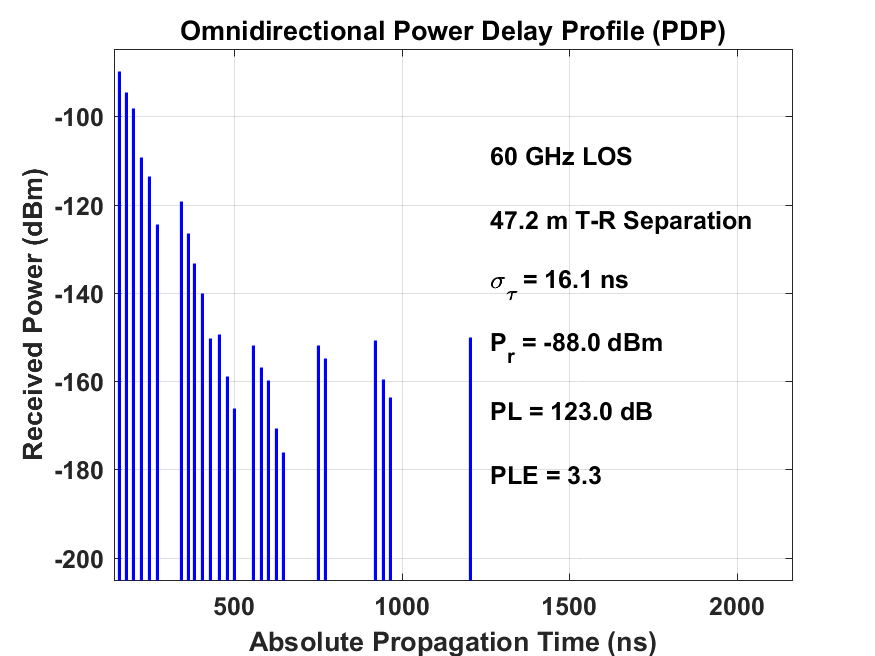 Omnidirectional Power Delay Profile (PDP)
-100
-120
-140
-160
-180
-200
Received Power (dBm)
60 GHz LOS
47.2 m T-R Separation
σ_τ = 16.1 ns
P_r = -88.0 dBm
PL = 123.0 dB
PLE = 3.3
500 1000 1500 2000
Absolute Propagation Time (ns)